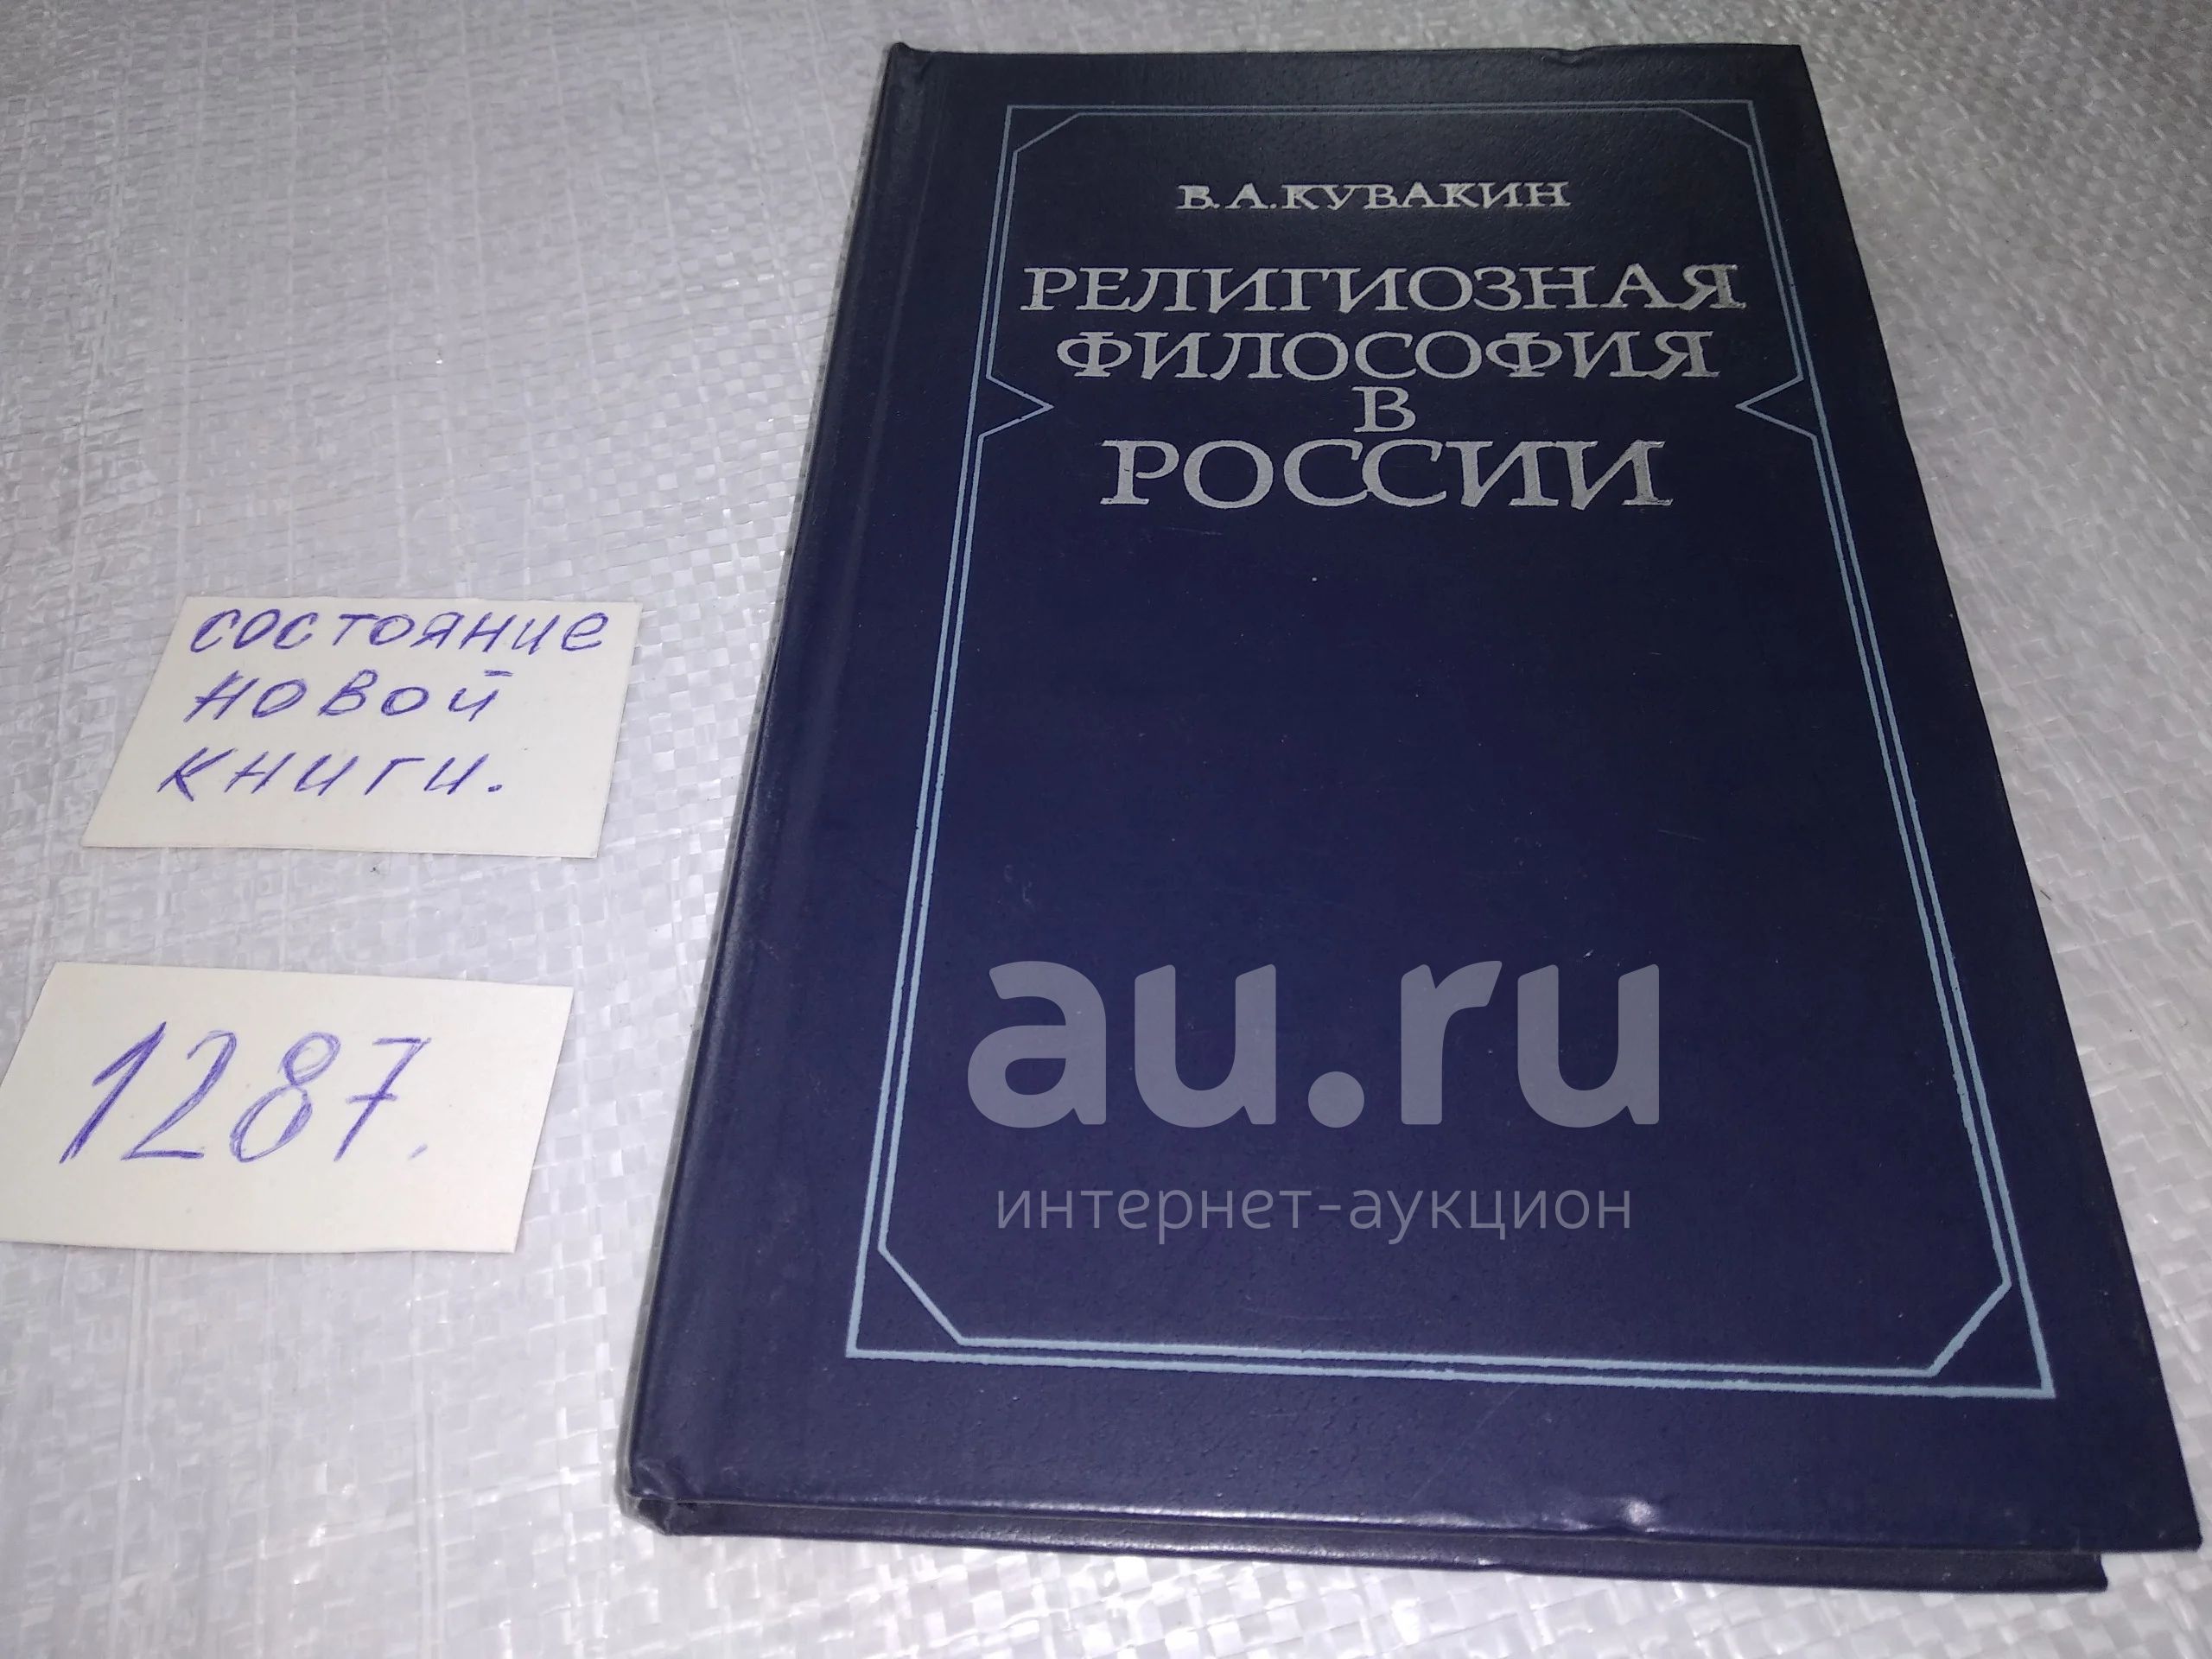 В.А.КУВАКИН
РЕЛИГИОЗНАЯ
ФИЛОСОФИЯ
В
РОССИИ
состояние
новой
книги.
1287.
au.ru
интернет-аукцион